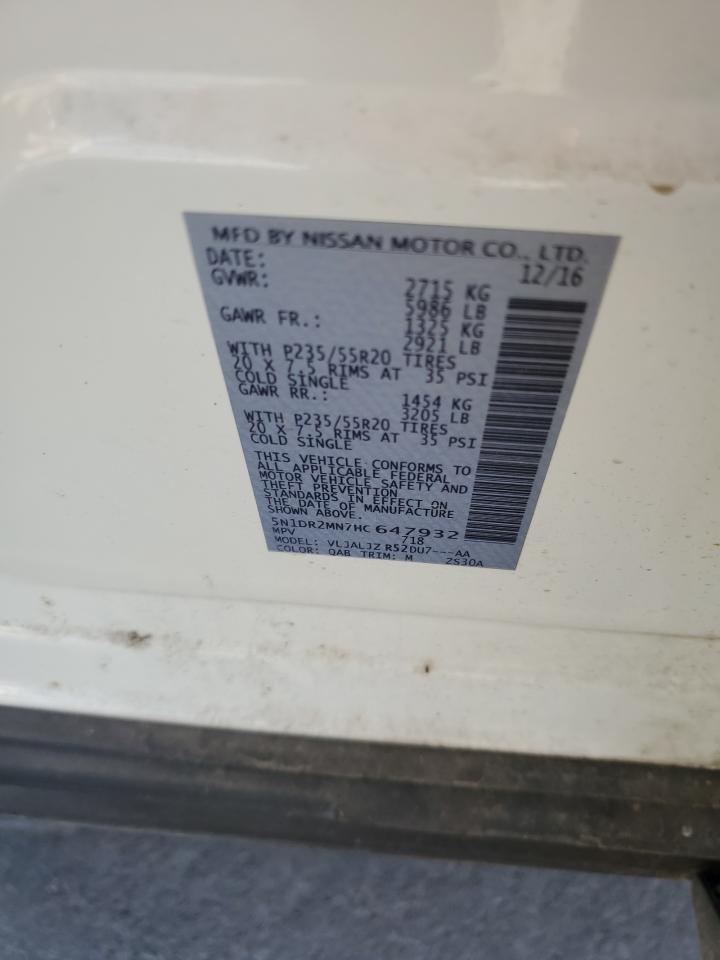 MFD BY NISSAN MOTOR CO., LTD.
DATE: 12/16
GVWR: 2715 KG
5986 LB
GAWR FR.: 1325 KG
2921 LB
WITH P235/55R20 TIRES
20 X 7.5 RIMS AT 35 PSI
COLD SINGLE
GAWR RR.: 1454 KG
3205 LB
WITH P235/55R20 TIRES
20 X 7.5 RIMS AT 35 PSI
COLD SINGLE
THIS VEHICLE CONFORMS TO
ALL APPLICABLE FEDERAL
MOTOR VEHICLE SAFETY AND
THEFT PREVENTION
STANDARDS IN EFFECT ON
THE DATE OF MANUFACTURE
SHOWN ABOVE.
5N1DR2MN7HC 647932
MPV 718
MODEL: VLJALJZ R52DU7---AA
COLOR: QAB TRIM: M ZS30A